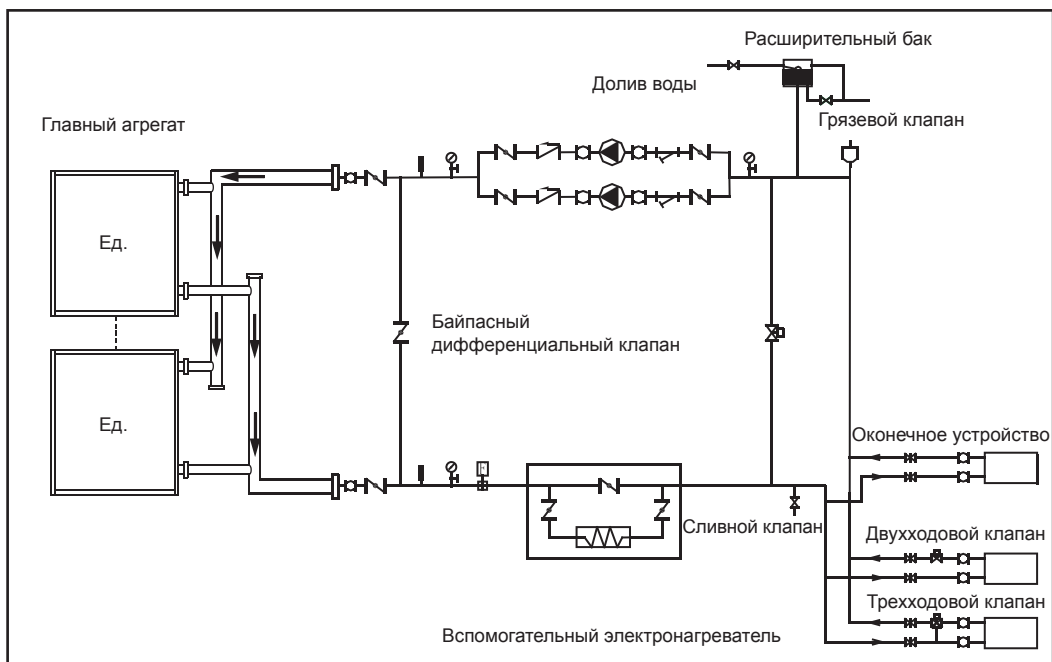 Расширительный бак
Долив воды
Грязевой клапан
Главный агрегат
Ед.
Байпасный
дифференциальный клапан
Ед.
Оконечное устройство
Сливной клапан
Двухходовой клапан
Трехходовой клапан
Вспомогательный электронагреватель